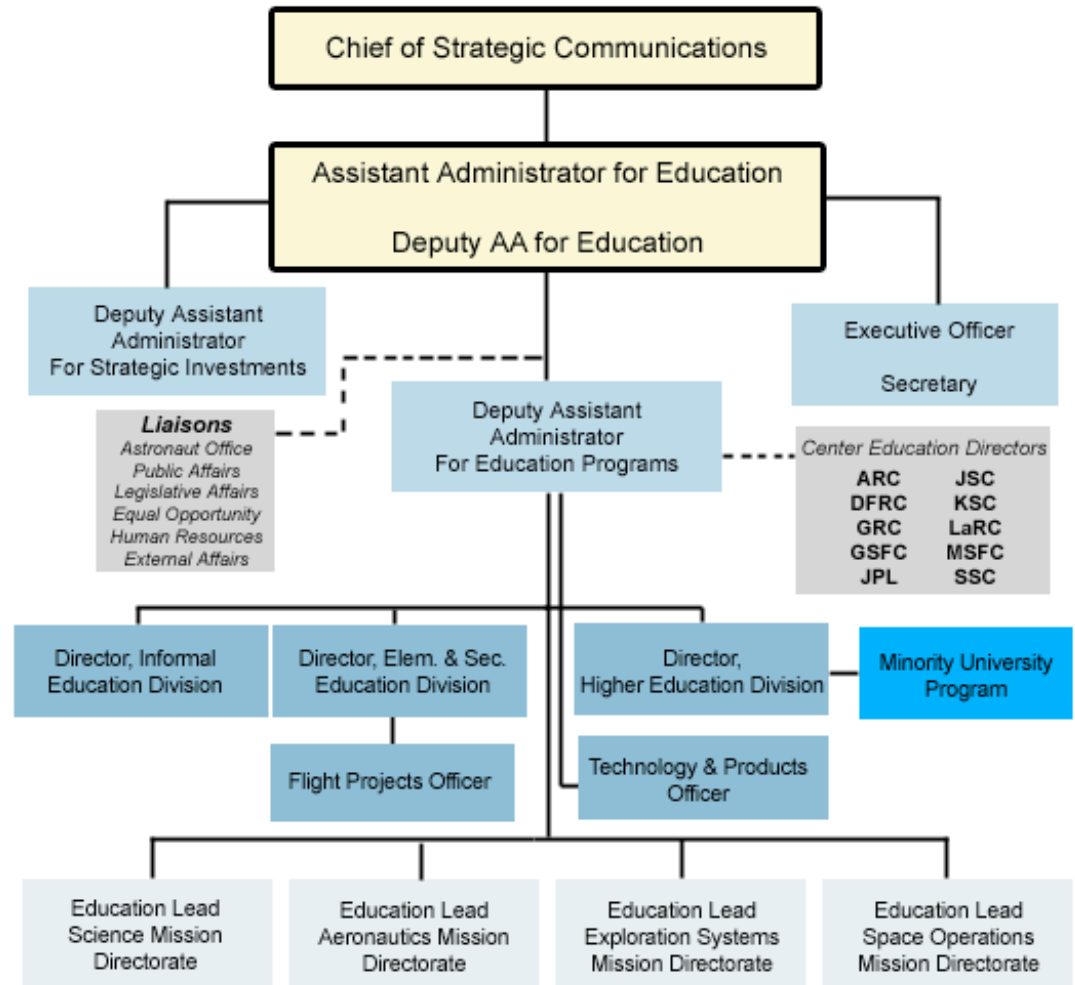 Chief of Strategic Communications
Assistant Administrator for Education
Deputy AA for Education
Deputy Assistant
Administrator
For Strategic Investments
Executive Officer
Secretary
Liaisons
Astronaut Office
Public Affairs
Legislative Affairs
Equal Opportunity
Human Resources
External Affairs
Deputy Assistant
Administrator
For Education Programs
Center Education Directors
ARC JSC
DFRC KSC
GRC LaRC
GSFC MSFC
JPL SSC
Director, Informal
Education Division
Director, Elem. & Sec.
Education Division
Director,
Higher Education Division
Minority University
Program
Flight Projects Officer
Technology & Products
Officer
Education Lead
Science Mission
Directorate
Education Lead
Aeronautics Mission
Directorate
Education Lead
Exploration Systems
Mission Directorate
Education Lead
Space Operations
Mission Directorate